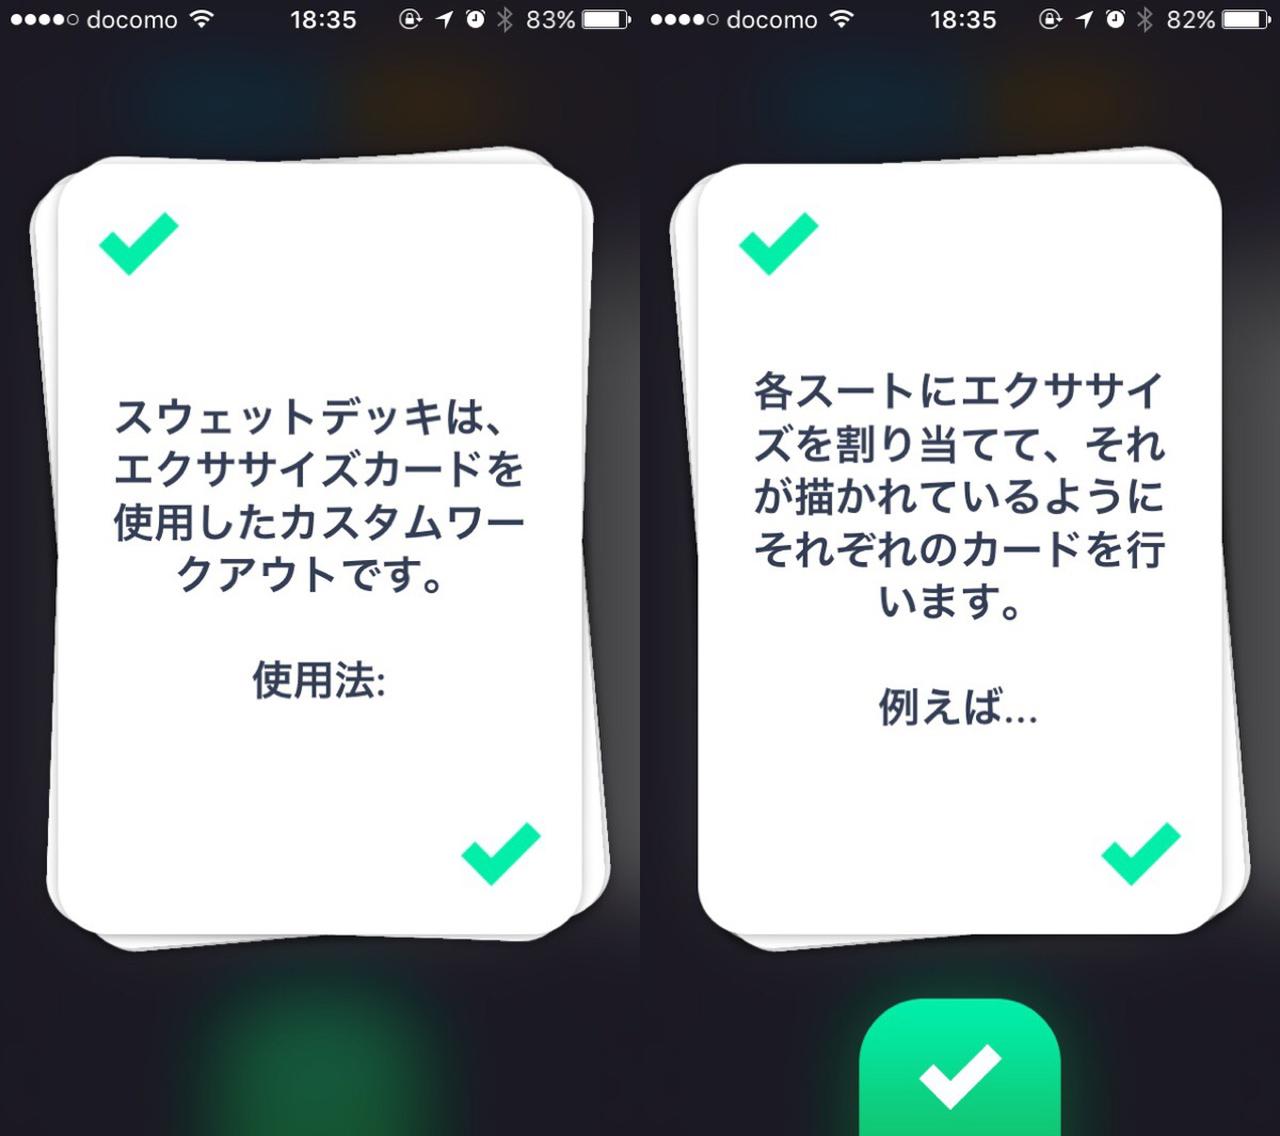 docomo 18:35 83%
スウェットデッキは、
エクササイズカードを
使用したカスタムワー
クアウトです。
使用法:
docomo 18:35 82%
各スートにエクササイ
ズを割り当てて、それ
が描かれているように
それぞれのカードを行
います。
例えば...